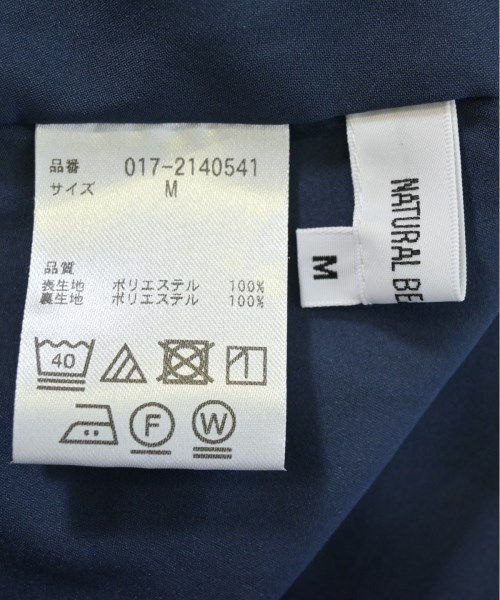 品番 017-2140541
サイズ M
品質
表生地 ポリエステル 100%
裏生地 ポリエステル 100%
40
F
W
M
NATURAL BE